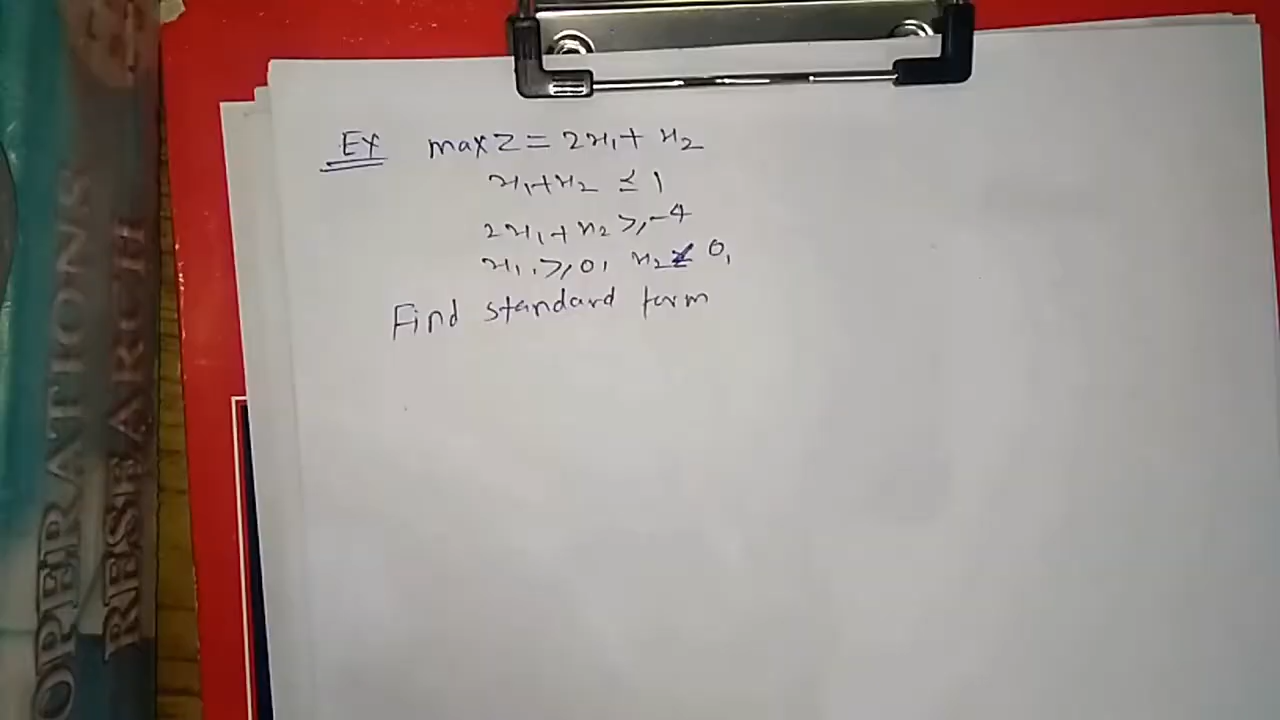 EX max Z = 2x₁ + x₂
x₁ + x₂ ≤ 1
2x₁ + x₂ ≥, -4
x₁, ≥, 0, x₂ ≤ 0,
Find standard form
OPERATIONS
RESEARCH